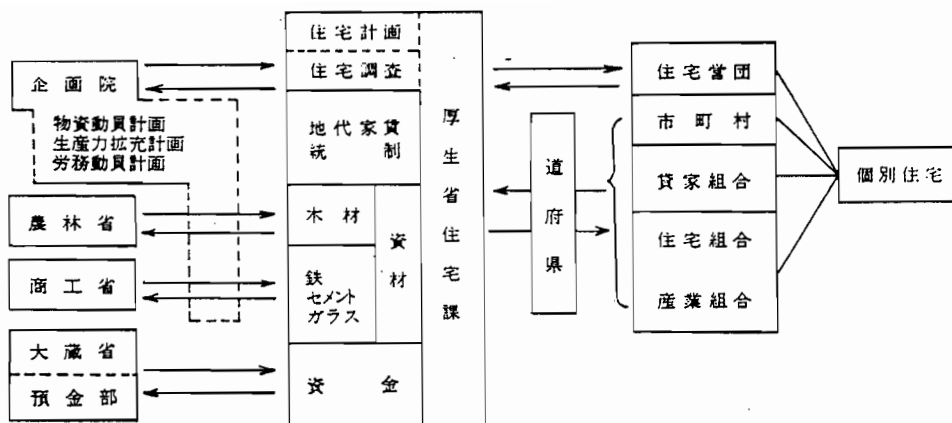 企画院
物資動員計画
生産力拡充計画
労務動員計画
農林省
商工省
大蔵省
預金部
住宅計画
住宅調査
地代家賃
統制
木材
鉄
セメント
ガラス
資材
資金
厚生省住宅課
道府県
住宅営団
市町村
貸家組合
住宅組合
産業組合
個別住宅